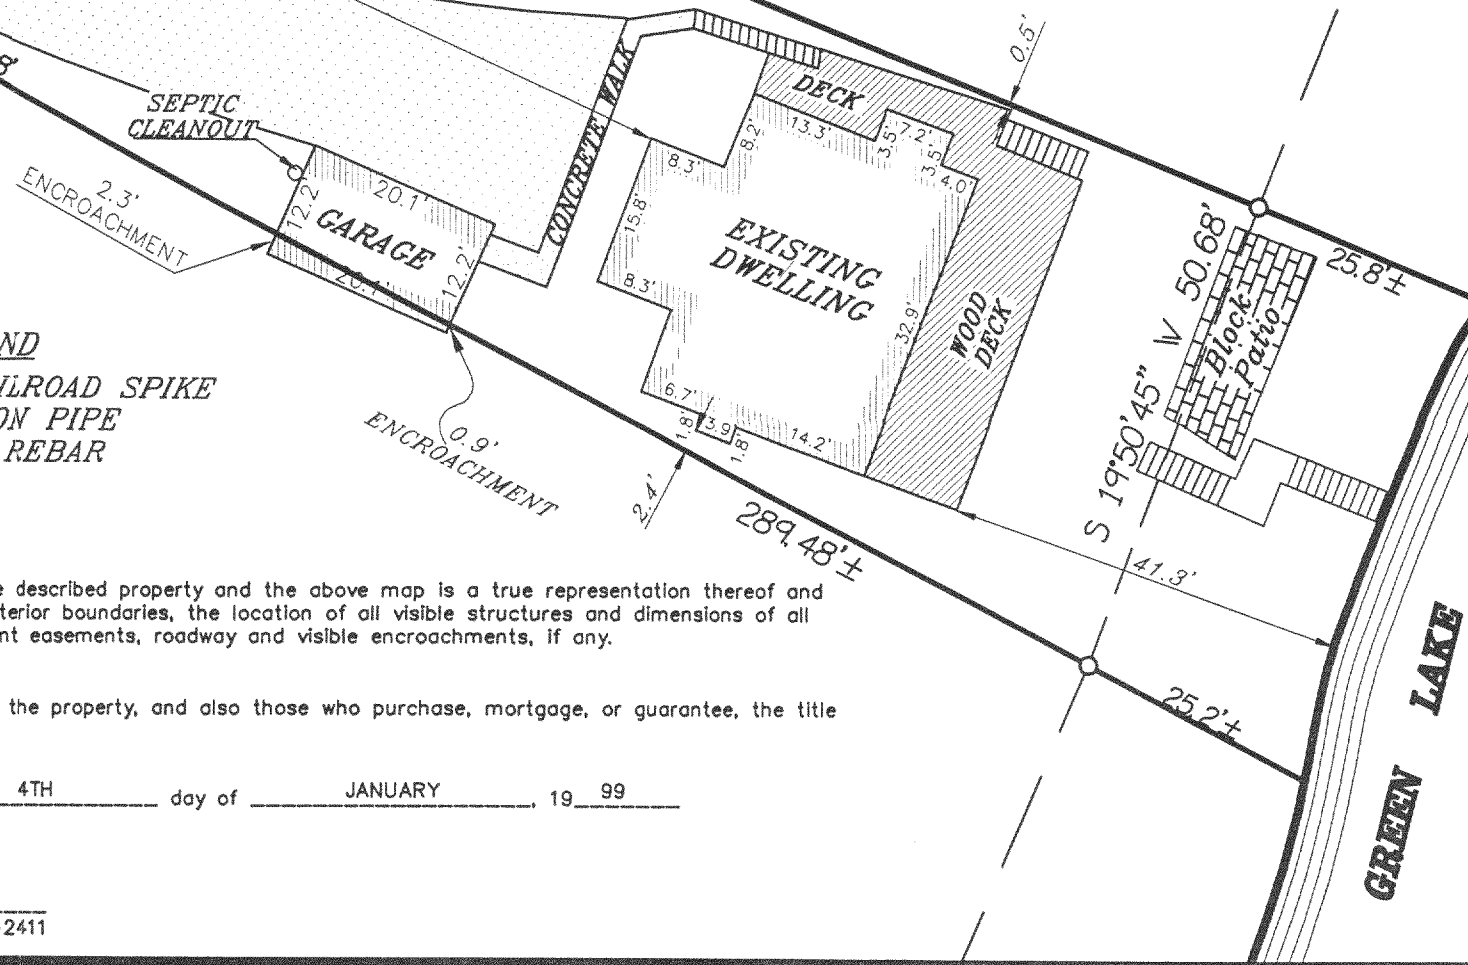 8'
SEPTIC
CLEANOUT
2.3'
ENCROACHMENT
20.1'
12.2'
GARAGE
20.1'
12.2'
CONCRETE WALK
DECK
0.5'
13.3'
8.2'
3.5'
7.2'
3.5'
4.0'
8.3'
15.8'
8.3'
EXISTING
DWELLING
32.9'
WOOD
DECK
6.7'
1.8'
3.9'
1.8'
14.2'
0.9'
ENCROACHMENT
2.4'
289.48'±
S 19°50'45" W 50.68'
Block
Patio
25.8'±
41.3'
25.2'±
GREEN LAKE
ND
ILROAD SPIKE
ON PIPE
REBAR
e described property and the above map is a true representation thereof and
terior boundaries, the location of all visible structures and dimensions of all
nt easements, roadway and visible encroachments, if any.
the property, and also those who purchase, mortgage, or guarantee, the title
4TH day of JANUARY, 19 99
-2411